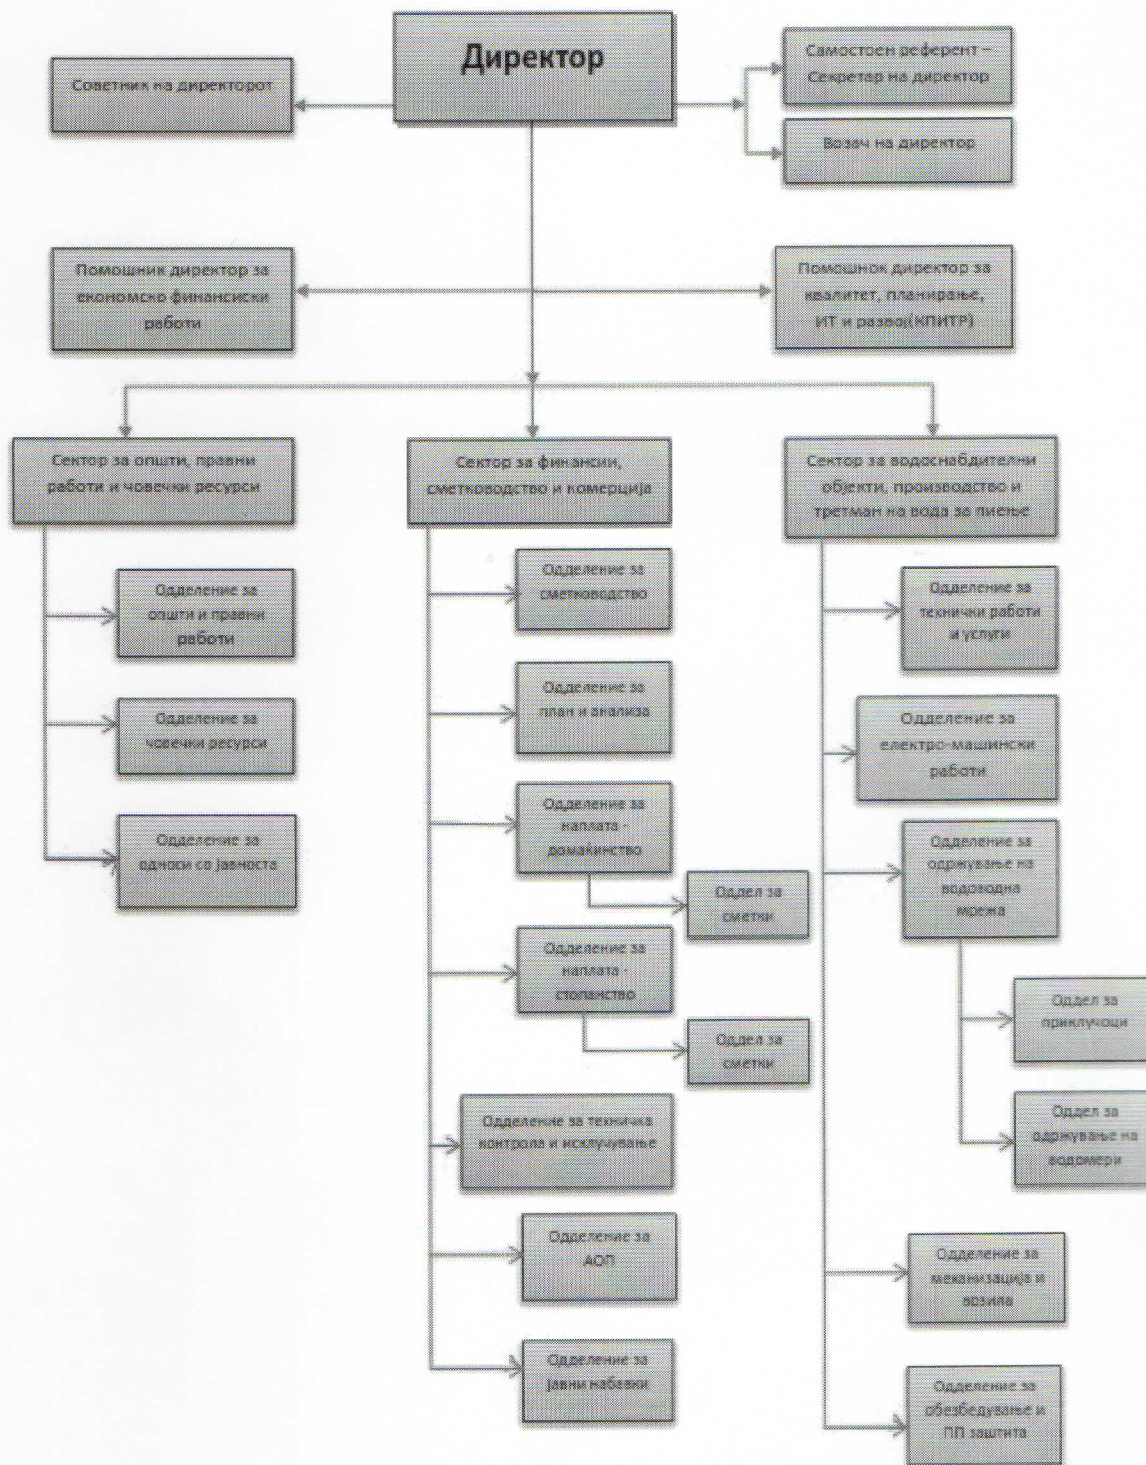 Директор
Советник на директорот
Самостоен референт –
Секретар на директор
Возач на директор
Помошник директор за
економско финансиски
работи
Помошнок директор за
квалитет, планирање,
ИТ и развој(КПИТР)
Сектор за општи, правни
работи и човечки ресурси
Сектор за финансии,
сметководство и комерција
Сектор за водоснабдителни
објекти, производство и
третман на вода за пиење
Одделение за
општи и правни
работи
Одделение за
човечки ресурси
Одделение за
односи со јавноста
Одделение за
сметководство
Одделение за
план и анализа
Одделение за
наплата -
домаќинство
Оддел за
сметки
Одделение за
наплата -
стопанство
Оддел за
сметки
Одделение за техничка
контрола и исклучување
Одделение за
АОП
Одделение за
јавни набавки
Одделение за
технички работи
и услуги
Одделение за
електро-машински
работи
Одделение за
одржување на
водоводна
мрежа
Оддел за
приклучоци
Оддел за
одржување на
водомери
Одделение за
механизација и
возила
Одделение за
обезбедување и
ПП заштита